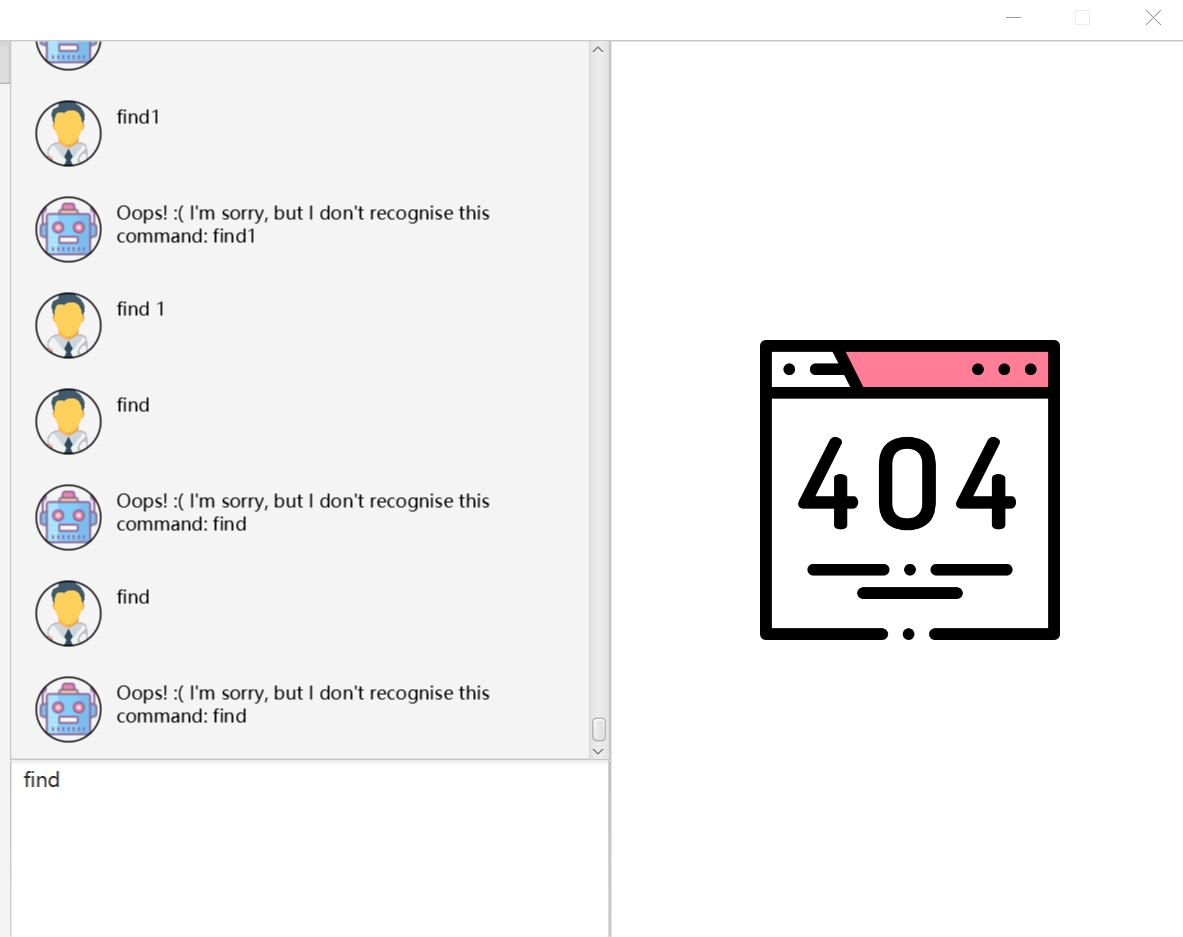 find1
Oops! :( I'm sorry, but I don't recognise this
command: find1
find 1
find
Oops! :( I'm sorry, but I don't recognise this
command: find
find
Oops! :( I'm sorry, but I don't recognise this
command: find
find
404